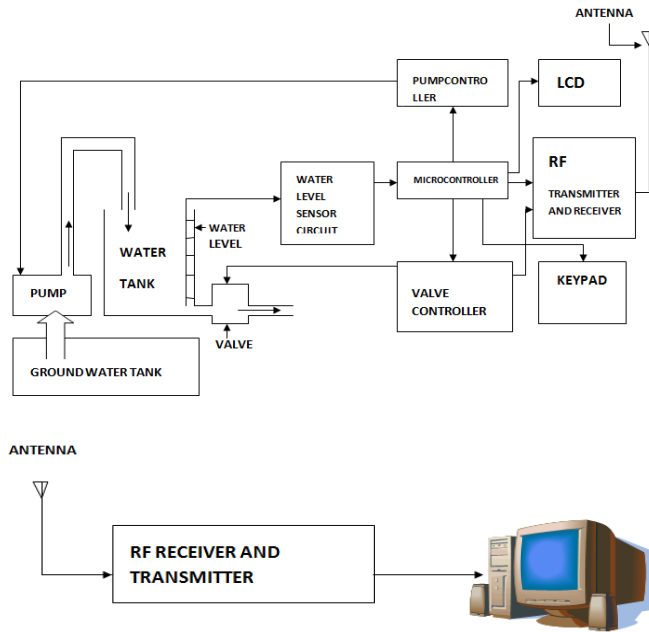 ANTENNA
PUMPCONTRO
LLER
LCD
RF
TRANSMITTER
AND RECEIVER
WATER
LEVEL
SENSOR
CIRCUIT
MICROCONTROLLER
WATER
LEVEL
WATER
TANK
PUMP
VALVE
CONTROLLER
KEYPAD
VALVE
GROUND WATER TANK
ANTENNA
RF RECEIVER AND
TRANSMITTER